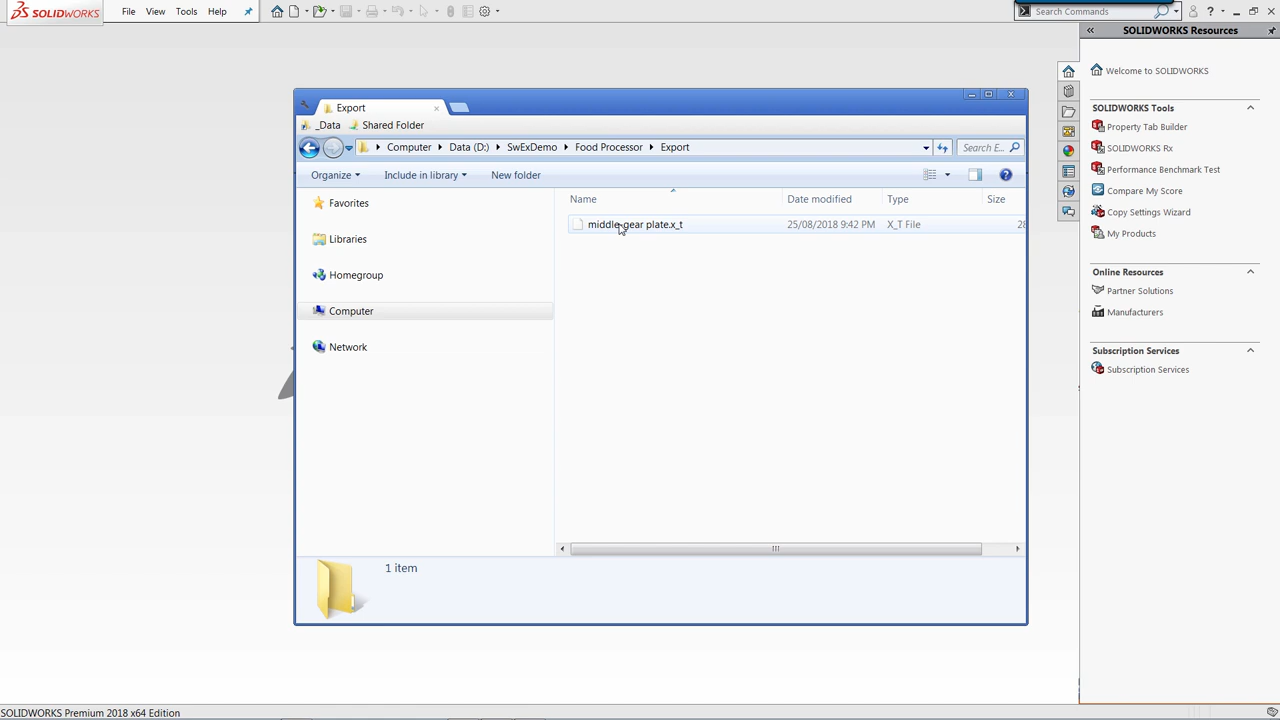 SOLIDWORKS File View Tools Help Search Commands ?
SOLIDWORKS Resources
Welcome to SOLIDWORKS
SOLIDWORKS Tools
Property Tab Builder
SOLIDWORKS Rx
Performance Benchmark Test
Compare My Score
Copy Settings Wizard
My Products
Online Resources
Partner Solutions
Manufacturers
Subscription Services
Subscription Services
Export
_Data Shared Folder
Computer Data (D:) SwExDemo Food Processor Export Search E...
Organize Include in library New folder
Favorites
Libraries
Homegroup
Computer
Network
Name Date modified Type Size
middle gear plate.x_t 25/08/2018 9:42 PM X_T File 28
1 item
SOLIDWORKS Premium 2018 x64 Edition